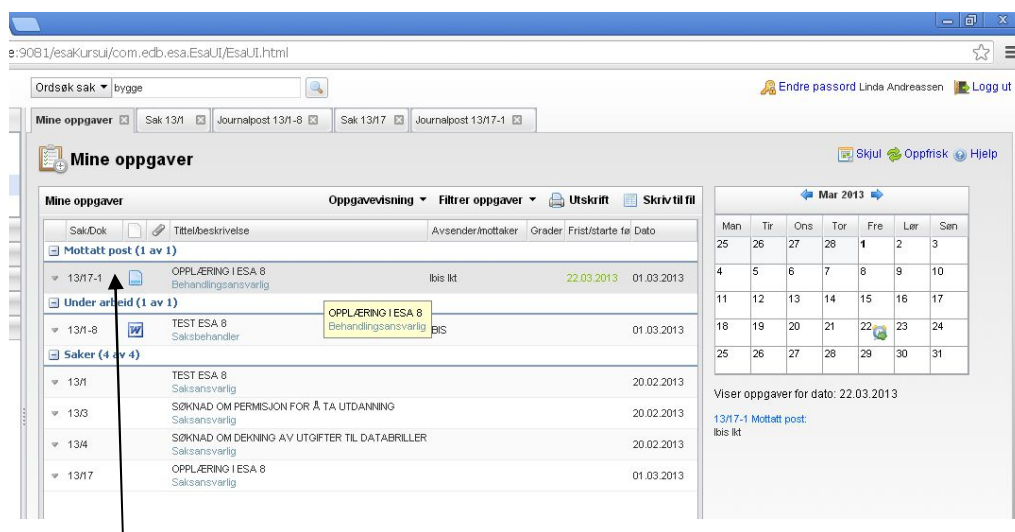 e:9081/esaKursui/com.edb.esa.EsaUI/EsaUI.html
Ordsøk sak bygge Endre passord Linda Andreassen Logg ut
Mine oppgaver Sak 13/1 Journalpost 13/1-8 Sak 13/17 Journalpost 13/17-1
Mine oppgaver Skjul Oppfrisk Hjelp
Mine oppgaver Oppgavevisning Filtrer oppgaver Utskrift Skriv til fil
Sak/Dok Tittel/beskrivelse Avsender/mottaker Grader Frist/starte fø Dato
Mottatt post (1 av 1)
13/17-1 OPPLÆRING I ESA 8 Ibis Ikt 22.03.2013 01.03.2013
Behandlingsansvarlig
Under arbeid (1 av 1)
OPPLÆRING I ESA 8
Behandlingsansvarlig
13/1-8 TEST ESA 8 BIS 01.03.2013
Saksbehandler
Saker (4 av 4)
13/1 TEST ESA 8 20.02.2013
Saksansvarlig
13/3 SØKNAD OM PERMISJON FOR Å TA UTDANNING 20.02.2013
Saksansvarlig
13/4 SØKNAD OM DEKNING AV UTGIFTER TIL DATABRILLER 20.02.2013
Saksansvarlig
13/17 OPPLÆRING I ESA 8 01.03.2013
Saksansvarlig
Mar 2013
Man Tir Ons Tor Fre Lør Søn
25 26 27 28 1 2 3
4 5 6 7 8 9 10
11 12 13 14 15 16 17
18 19 20 21 22 23 24
25 26 27 28 29 30 31
Viser oppgaver for dato: 22.03.2013
13/17-1 Mottatt post:
Ibis Ikt